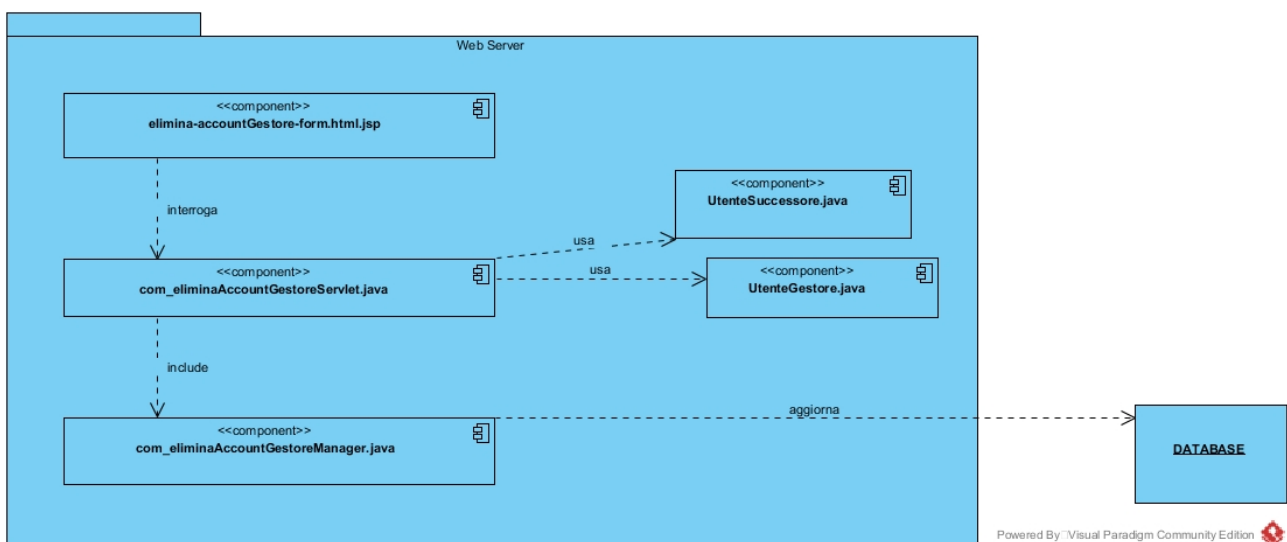 Web Server
<<component>>
elimina-accountGestore-form.html.jsp
interroga
<<component>>
UtenteSuccessore.java
usa
usa
<<component>>
com_eliminaAccountGestoreServlet.java
<<component>>
UtenteGestore.java
include
<<component>>
com_eliminaAccountGestoreManager.java
aggiorna
DATABASE
Powered By Visual Paradigm Community Edition